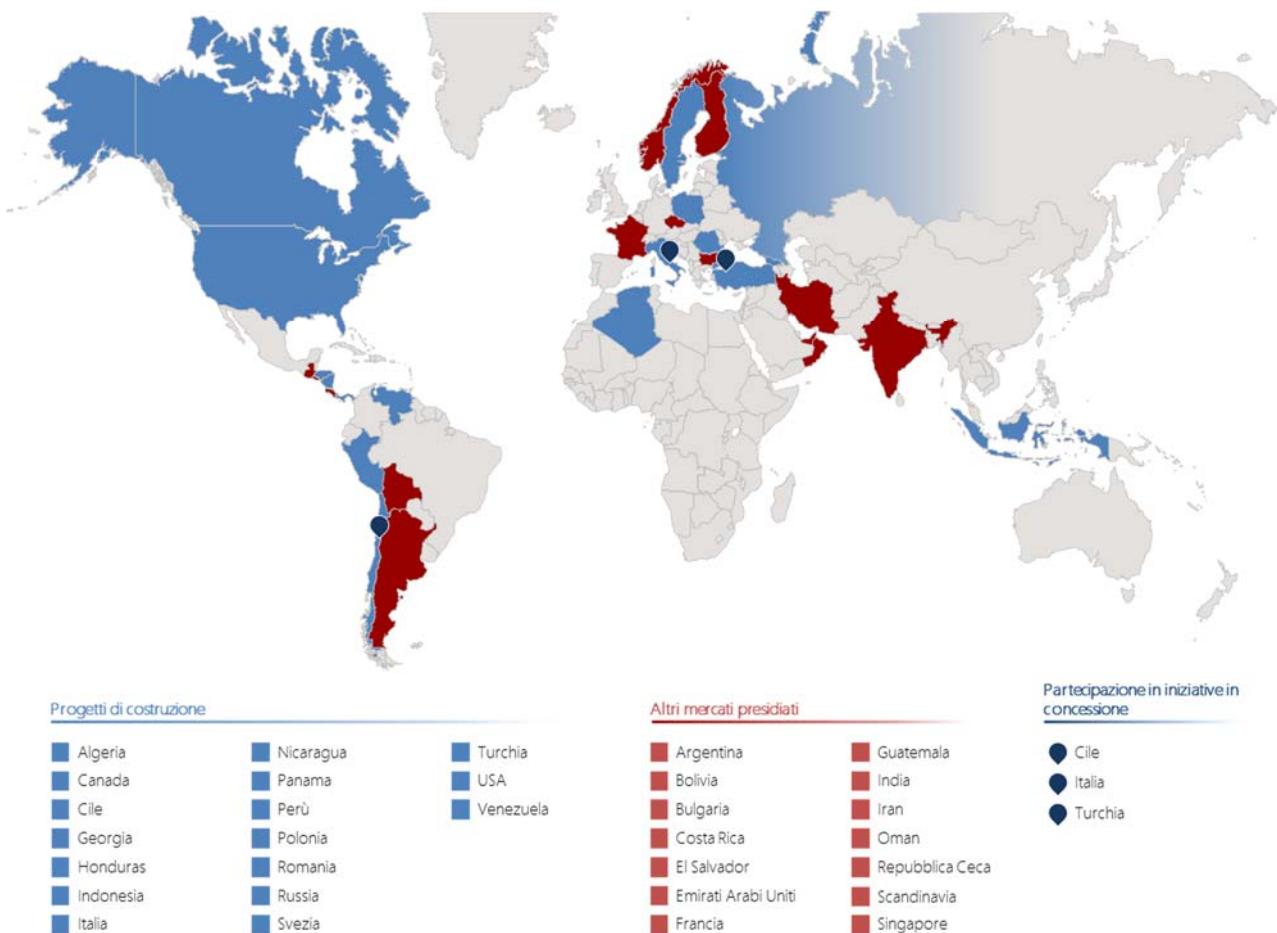 Progetti di costruzione
Algeria
Canada
Cile
Georgia
Honduras
Indonesia
Italia
Nicaragua
Panama
Perù
Polonia
Romania
Russia
Svezia
Turchia
USA
Venezuela
Altri mercati presidiati
Argentina
Bolivia
Bulgaria
Costa Rica
El Salvador
Emirati Arabi Uniti
Francia
Guatemala
India
Iran
Oman
Repubblica Ceca
Scandinavia
Singapore
Partecipazione in iniziative in
concessione
Cile
Italia
Turchia